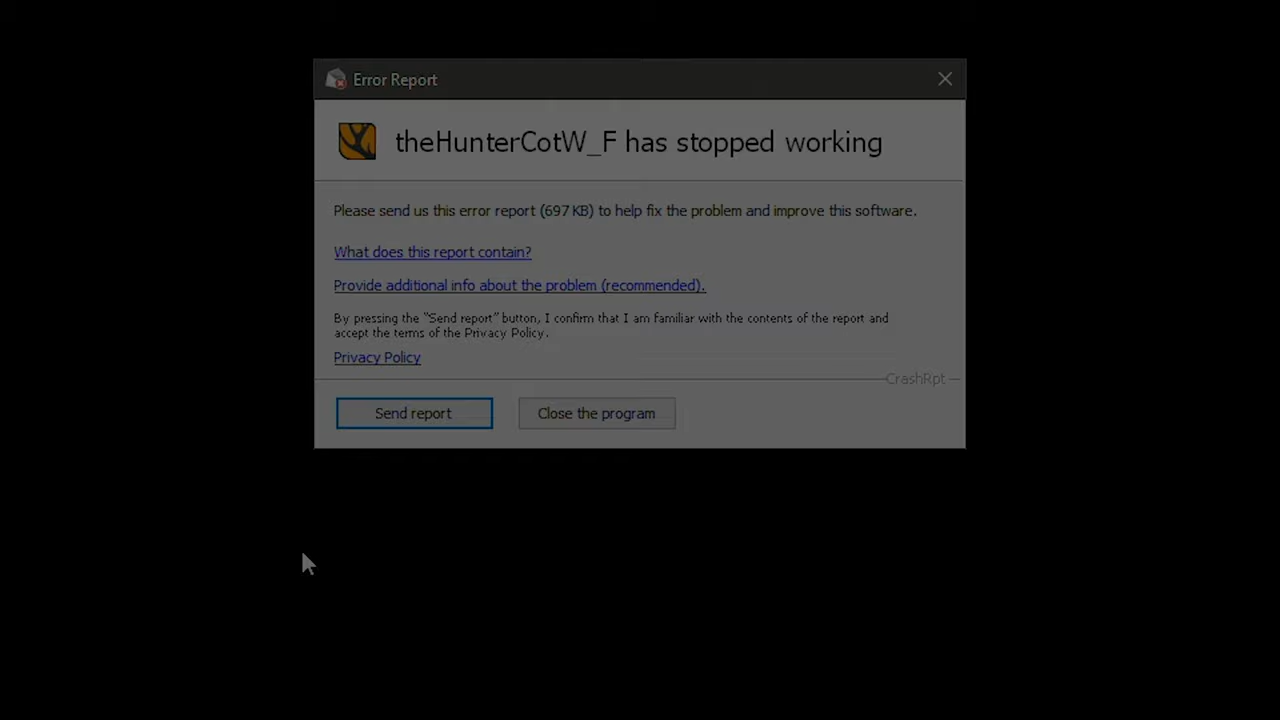 Error Report
theHunterCotW_F has stopped working
Please send us this error report (697 KB) to help fix the problem and improve this software.
What does this report contain?
Provide additional info about the problem (recommended).
By pressing the "Send report" button, I confirm that I am familiar with the contents of the report and
accept the terms of the Privacy Policy.
Privacy Policy
CrashRpt
Send report
Close the program